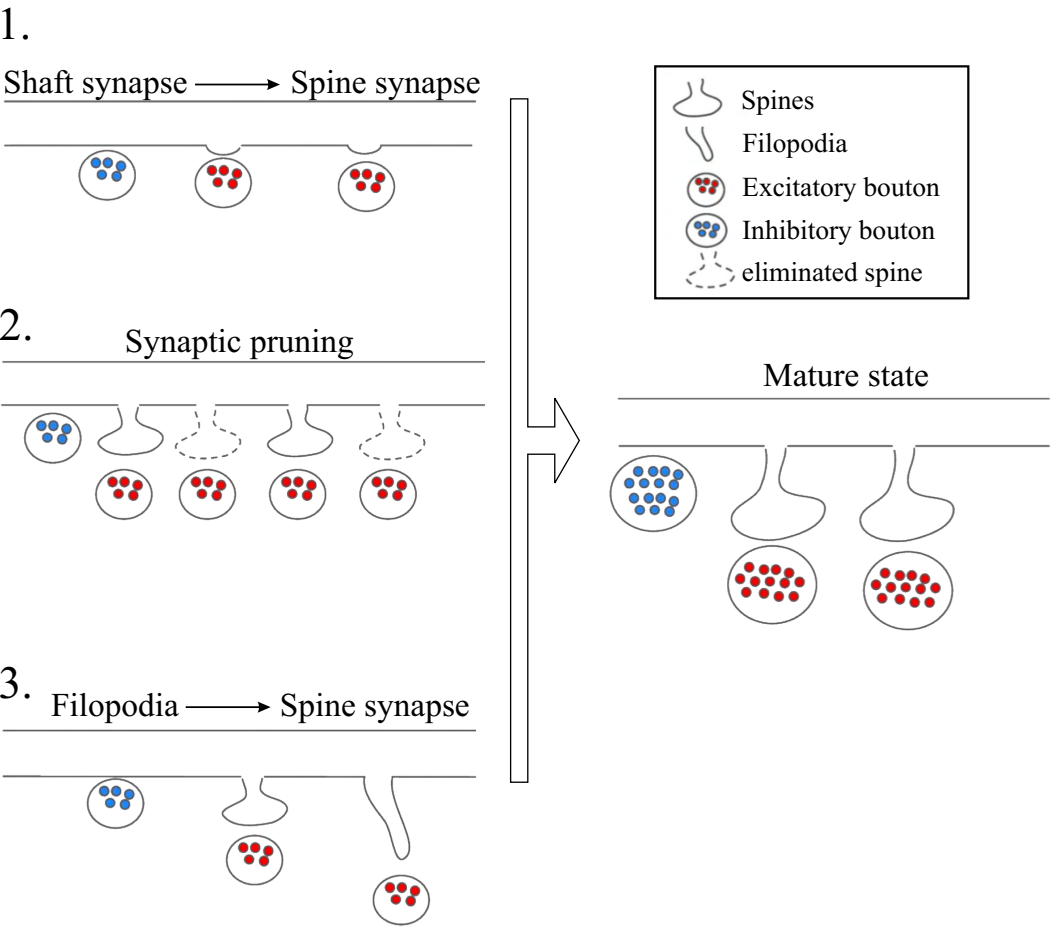 1.
Shaft synapse
Spine synapse
2.
Synaptic pruning
3.
Filopodia
Spine synapse
Spines
Filopodia
Excitatory bouton
Inhibitory bouton
eliminated spine
Mature state